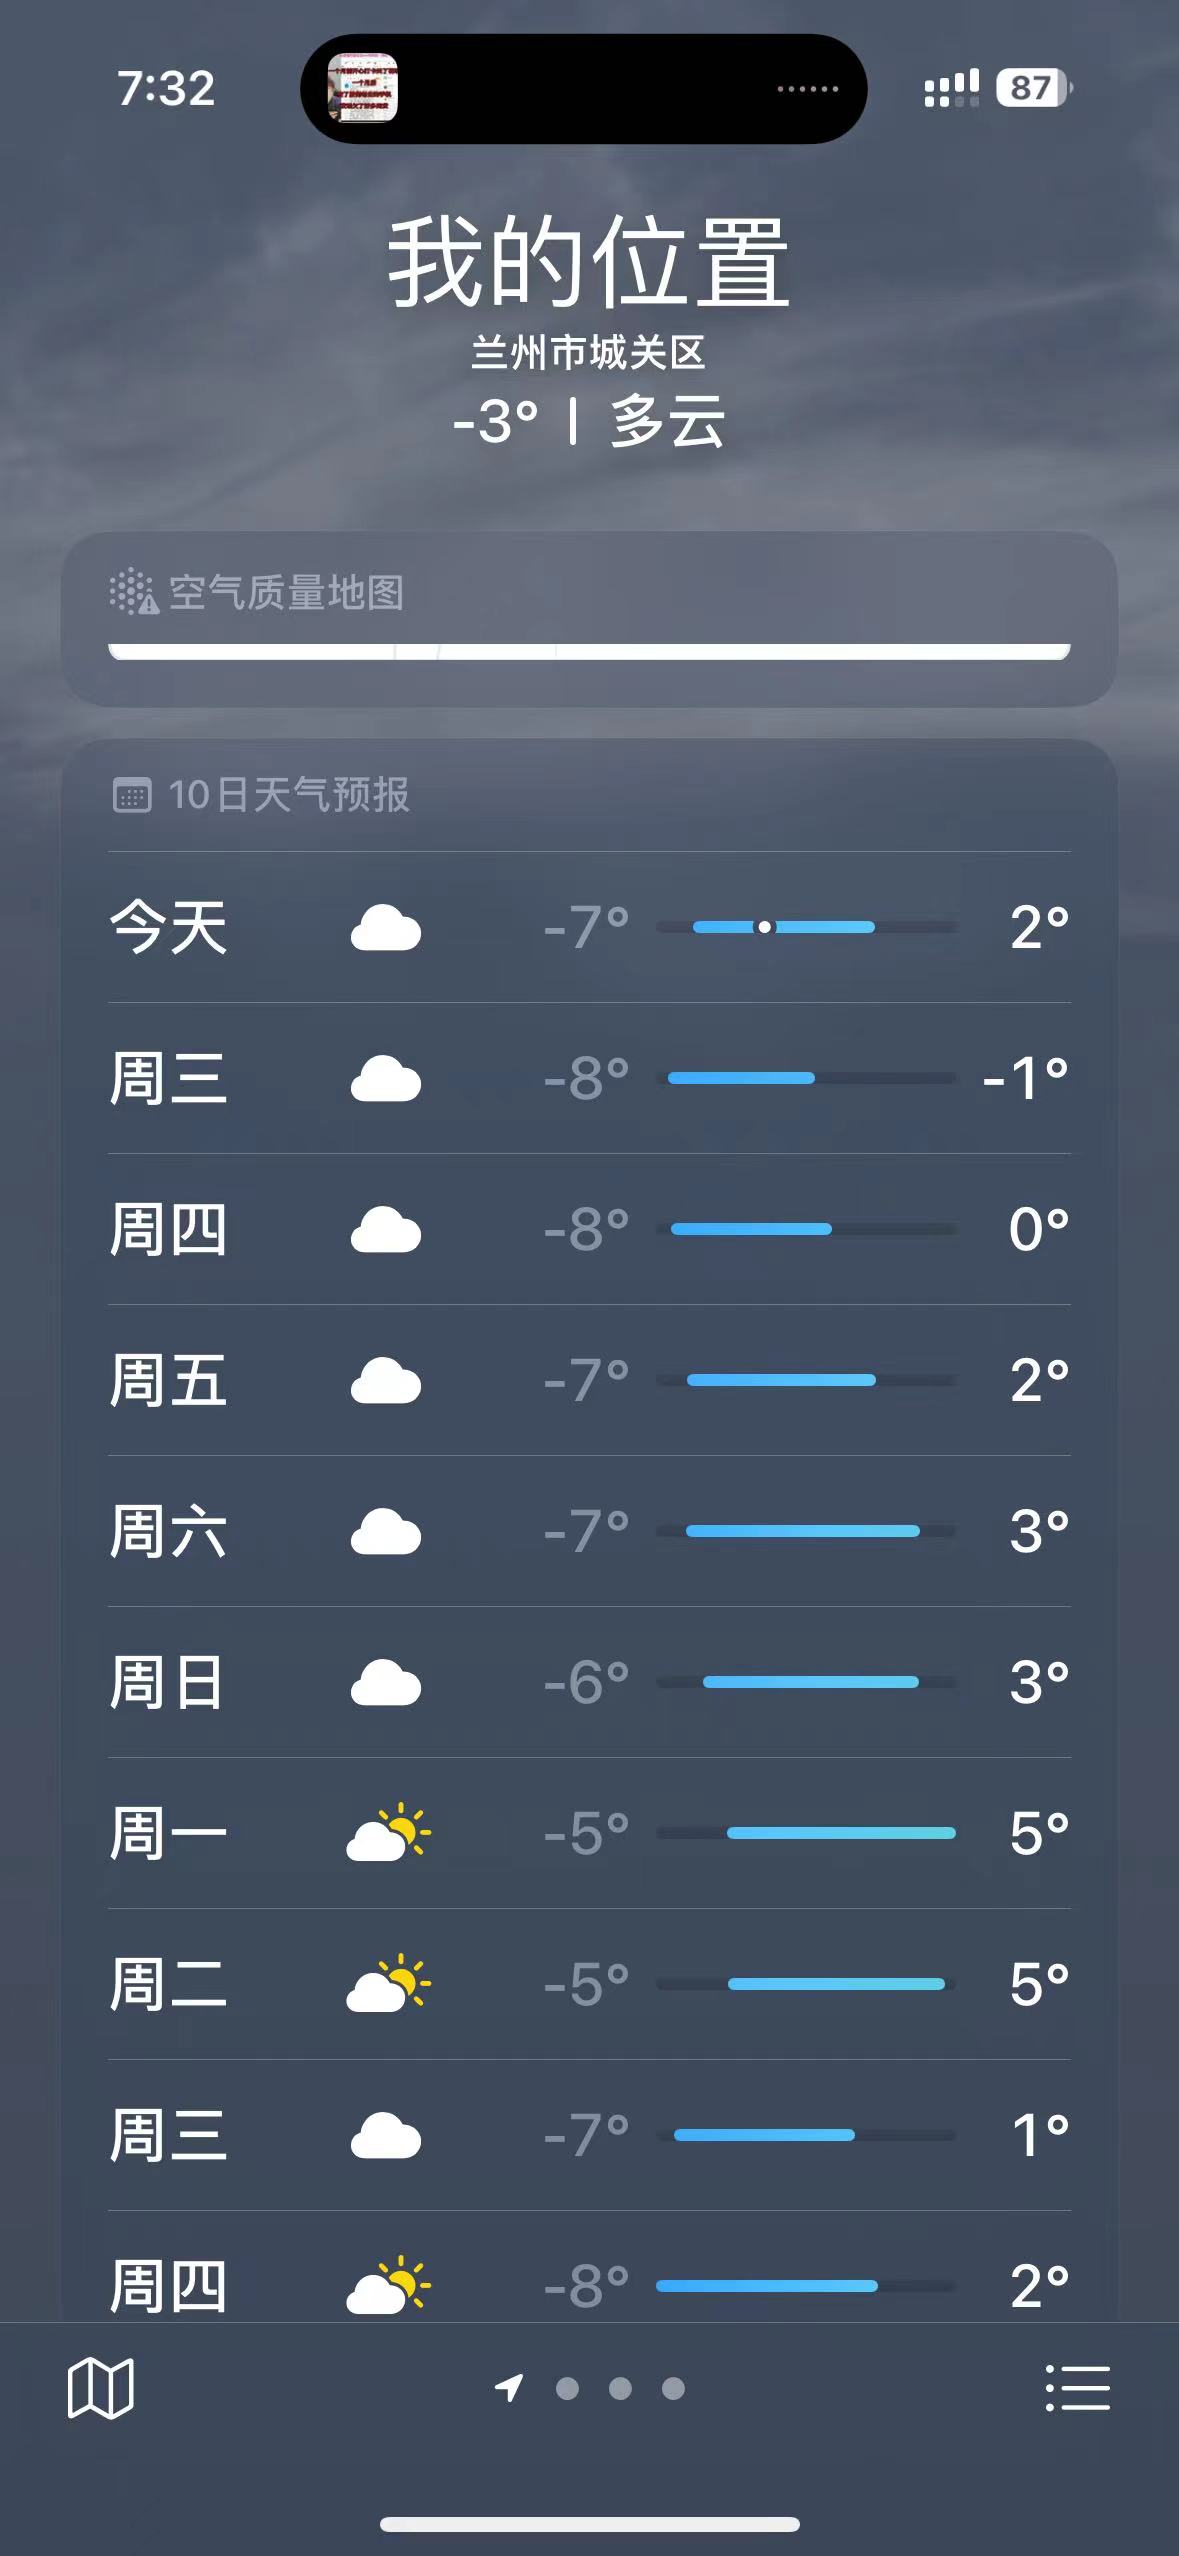 7:32
87
我的位置
兰州市城关区
-3° | 多云
空气质量地图
10日天气预报
今天 -7° 2°
周三 -8° -1°
周四 -8° 0°
周五 -7° 2°
周六 -7° 3°
周日 -6° 3°
周一 -5° 5°
周二 -5° 5°
周三 -7° 1°
周四 -8° 2°